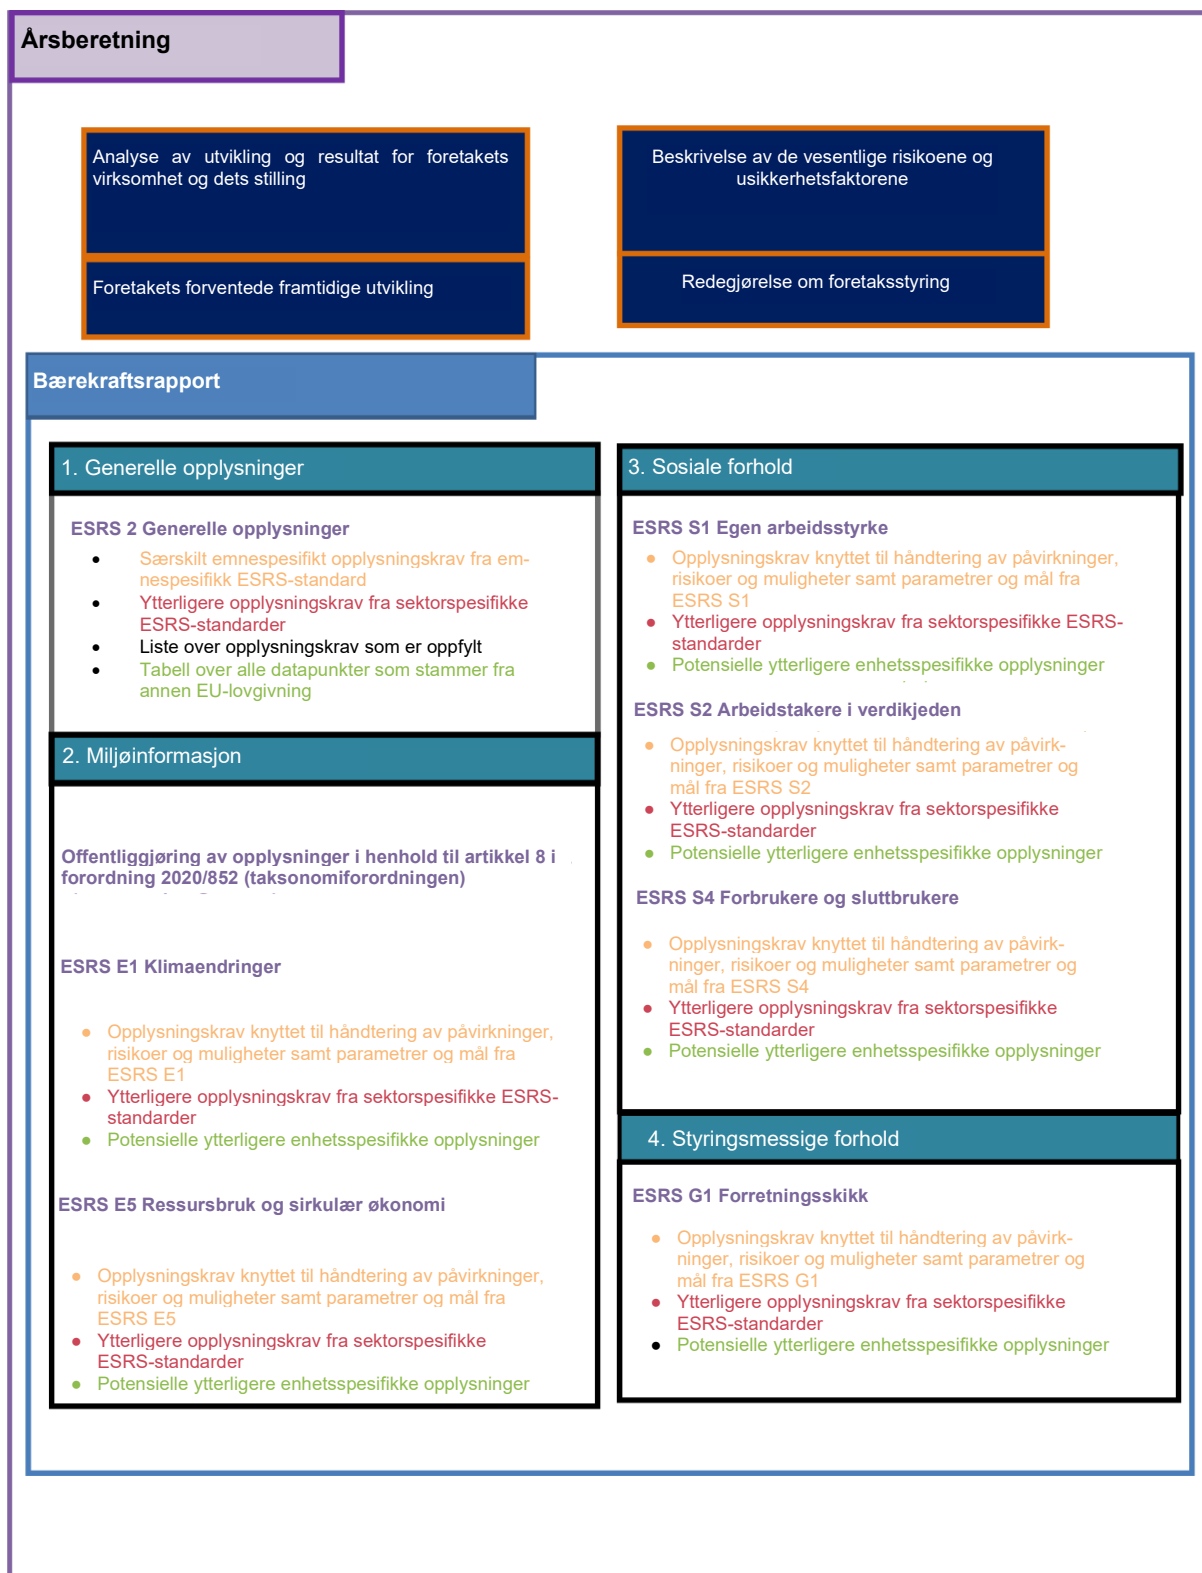 Årsberetning
Analyse av utvikling og resultat for foretakets
virksomhet og dets stilling
Foretakets forventede framtidige utvikling
Beskrivelse av de vesentlige risikoene og
usikkerhetsfaktorene
Redegjørelse om foretaksstyring
Bærekraftsrapport
1. Generelle opplysninger
ESRS 2 Generelle opplysninger
• Særskilt emnespesifikt opplysningskrav fra em-
nespesifikk ESRS-standard
• Ytterligere opplysningskrav fra sektorspesifikke
ESRS-standarder
• Liste over opplysningskrav som er oppfylt
• Tabell over alle datapunkter som stammer fra
annen EU-lovgivning
2. Miljøinformasjon
Offentliggjøring av opplysninger i henhold til artikkel 8 i
forordning 2020/852 (taksonomiforordningen)
ESRS E1 Klimaendringer
• Opplysningskrav knyttet til håndtering av påvirkninger,
risikoer og muligheter samt parametrer og mål fra
ESRS E1
• Ytterligere opplysningskrav fra sektorspesifikke ESRS-
standarder
• Potensielle ytterligere enhetsspesifikke opplysninger
ESRS E5 Ressursbruk og sirkulær økonomi
• Opplysningskrav knyttet til håndtering av påvirkninger,
risikoer og muligheter samt parametrer og mål fra
ESRS E5
• Ytterligere opplysningskrav fra sektorspesifikke
ESRS-standarder
• Potensielle ytterligere enhetsspesifikke opplysninger
3. Sosiale forhold
ESRS S1 Egen arbeidsstyrke
• Opplysningskrav knyttet til håndtering av påvirkninger,
risikoer og muligheter samt parametrer og mål fra
ESRS S1
• Ytterligere opplysningskrav fra sektorspesifikke ESRS-
standarder
• Potensielle ytterligere enhetsspesifikke opplysninger
ESRS S2 Arbeidstakere i verdikjeden
• Opplysningskrav knyttet til håndtering av påvirk-
ninger, risikoer og muligheter samt parametrer og
mål fra ESRS S2
• Ytterligere opplysningskrav fra sektorspesifikke
ESRS-standarder
• Potensielle ytterligere enhetsspesifikke opplysninger
ESRS S4 Forbrukere og sluttbrukere
• Opplysningskrav knyttet til håndtering av påvirk-
ninger, risikoer og muligheter samt parametrer og
mål fra ESRS S4
• Ytterligere opplysningskrav fra sektorspesifikke
ESRS-standarder
• Potensielle ytterligere enhetsspesifikke opplysninger
4. Styringsmessige forhold
ESRS G1 Forretningsskikk
• Opplysningskrav knyttet til håndtering av påvirk-
ninger, risikoer og muligheter samt parametrer og
mål fra ESRS G1
• Ytterligere opplysningskrav fra sektorspesifikke
ESRS-standarder
• Potensielle ytterligere enhetsspesifikke opplysninger